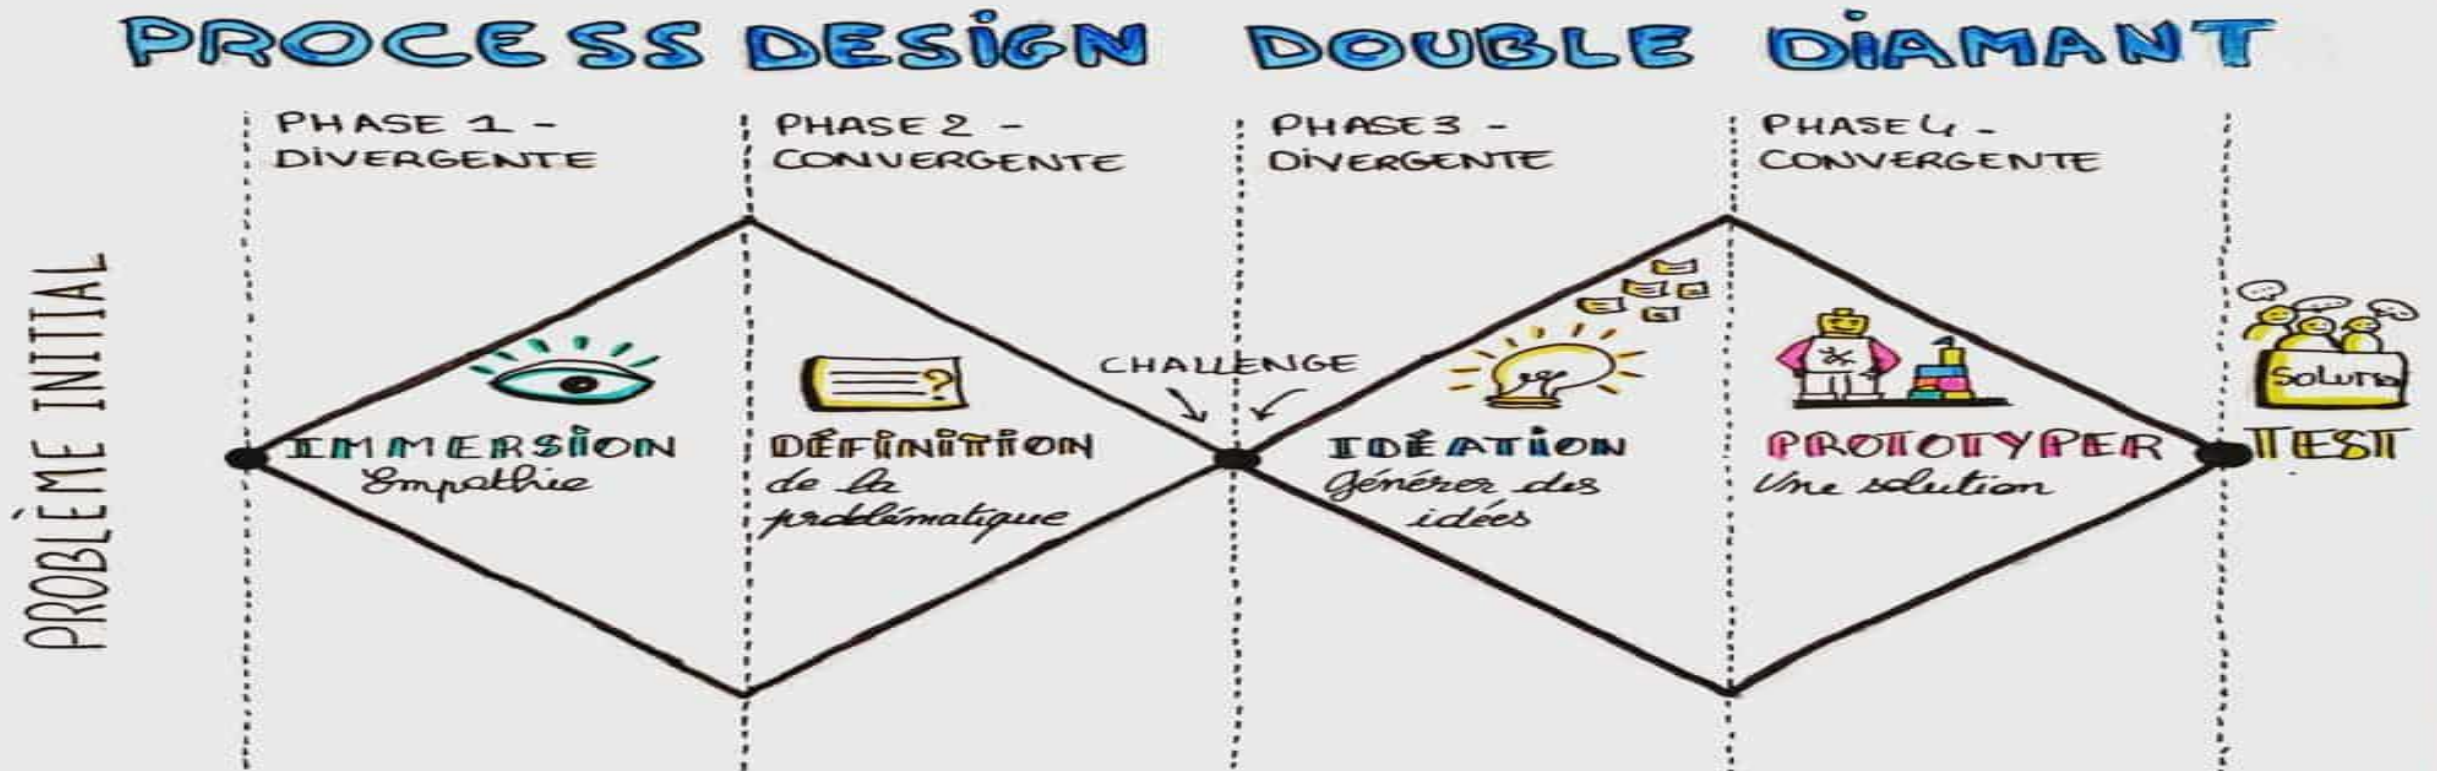 PROCESS DESIGN DOUBLE DIAMANT
PHASE 1 -
DIVERGENTE
PHASE 2 -
CONVERGENTE
PHASE 3 -
DIVERGENTE
PHASE 4 -
CONVERGENTE
PROBLÈME INITIAL
CHALLENGE
IMMERSION
Empathie
DÉFINITION
de la
problématique
IDÉATION
Générer des
idées
PROTOTYPER
Une solution
TEST